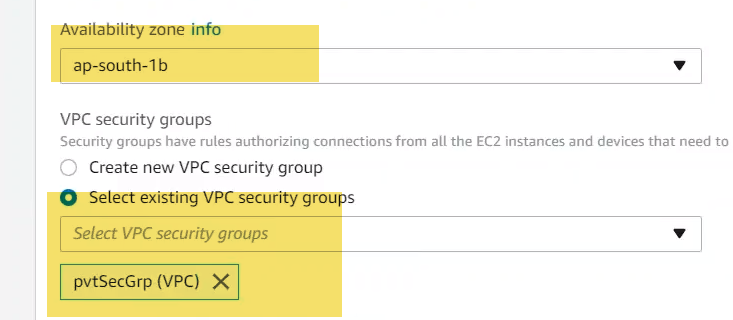 Availability zone info
ap-south-1b
VPC security groups
Security groups have rules authorizing connections from all the EC2 instances and devices that need to
Create new VPC security group
Select existing VPC security groups
Select VPC security groups
pvtSecGrp (VPC)